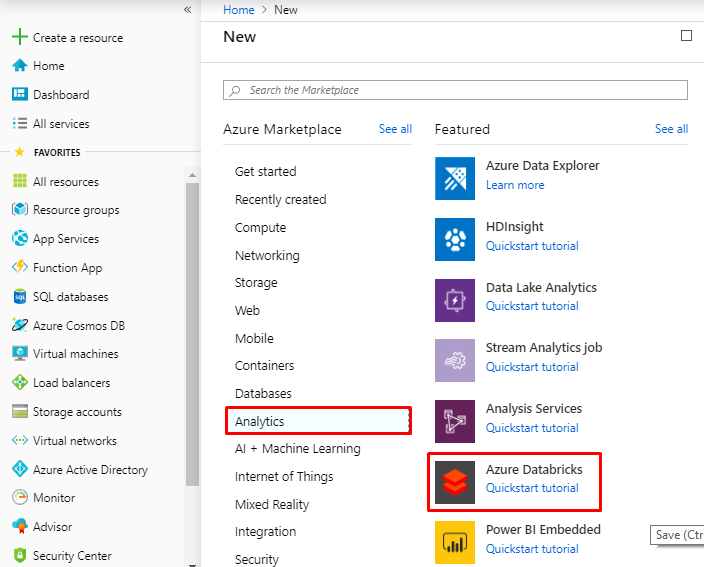 «
Create a resource
Home
Dashboard
All services
FAVORITES
All resources
Resource groups
App Services
Function App
SQL databases
Azure Cosmos DB
Virtual machines
Load balancers
Storage accounts
Virtual networks
Azure Active Directory
Monitor
Advisor
Security Center
Home > New
New
Search the Marketplace
Azure Marketplace See all
Get started
Recently created
Compute
Networking
Storage
Web
Mobile
Containers
Databases
Analytics
AI + Machine Learning
Internet of Things
Mixed Reality
Integration
Security
Featured See all
Azure Data Explorer
Learn more
HDInsight
Quickstart tutorial
Data Lake Analytics
Quickstart tutorial
Stream Analytics job
Quickstart tutorial
Analysis Services
Quickstart tutorial
Azure Databricks
Quickstart tutorial
Power BI Embedded
Quickstart tutorial
Save (Ctr